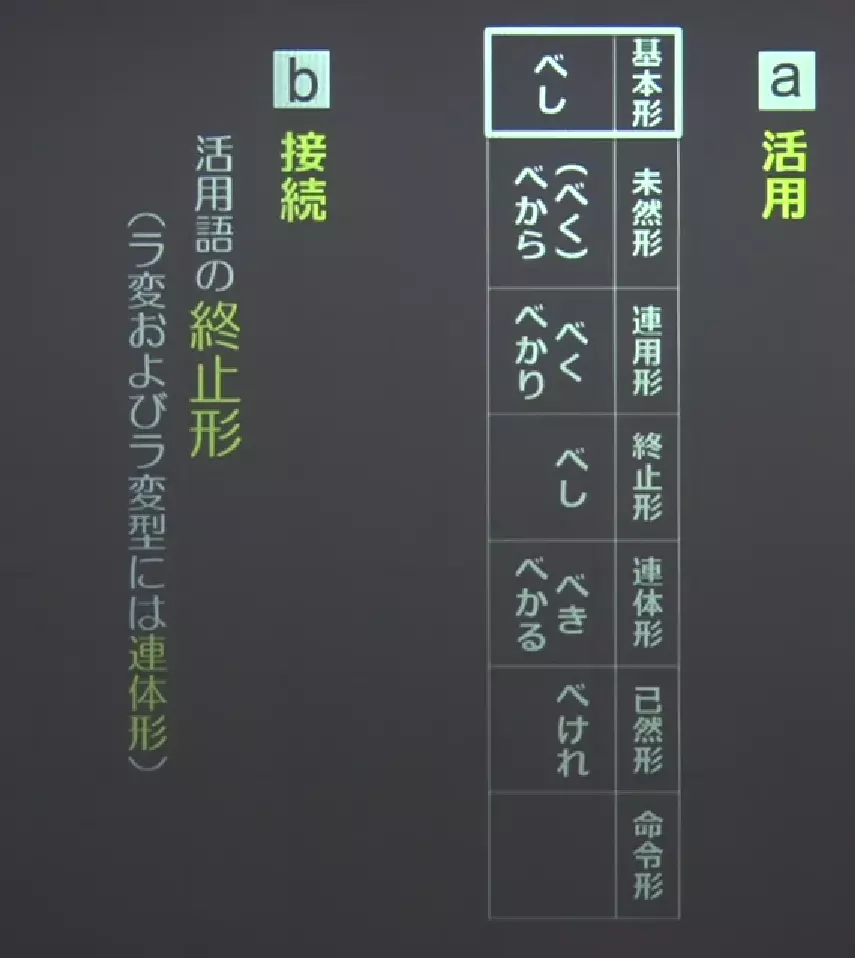 a 活用
基本形
べし
未然形
(べく)
べから
連用形
べく
べかり
終止形
べし
連体形
べき
べかる
已然形
べけれ
命令形
b 接続
活用語の終止形
(ラ変およびラ変型には連体形)